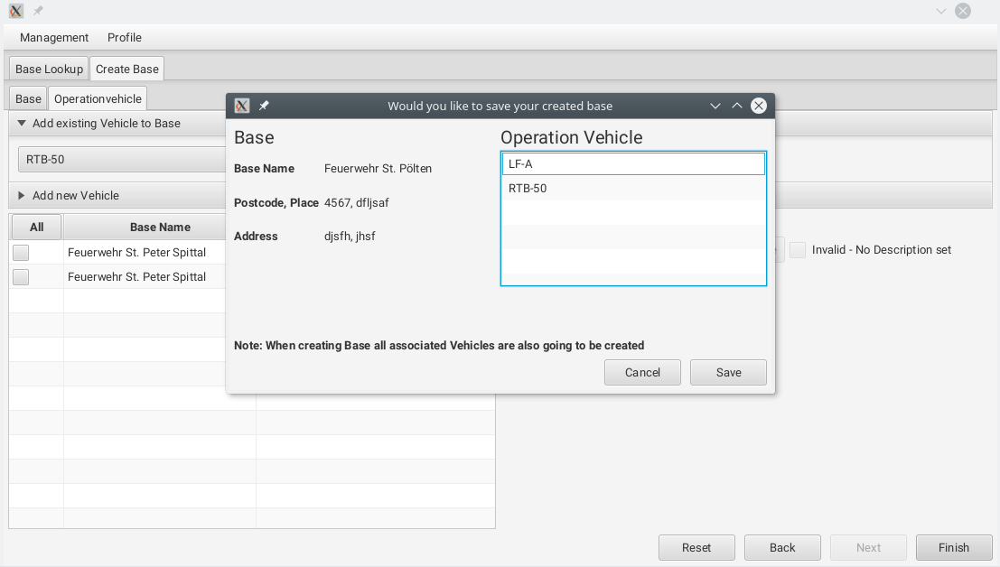 Management Profile
Base Lookup Create Base
Base Operationvehicle
Add existing Vehicle to Base
RTB-50
Add new Vehicle
All Base Name
Feuerwehr St. Peter Spittal
Feuerwehr St. Peter Spittal
Would you like to save your created base
Base
Base Name Feuerwehr St. Pölten
Postcode, Place 4567, dfljsaf
Address djsfh, jhsf
Operation Vehicle
LF-A
RTB-50
Note: When creating Base all associated Vehicles are also going to be created
Cancel Save
Invalid - No Description set
Reset Back Next Finish